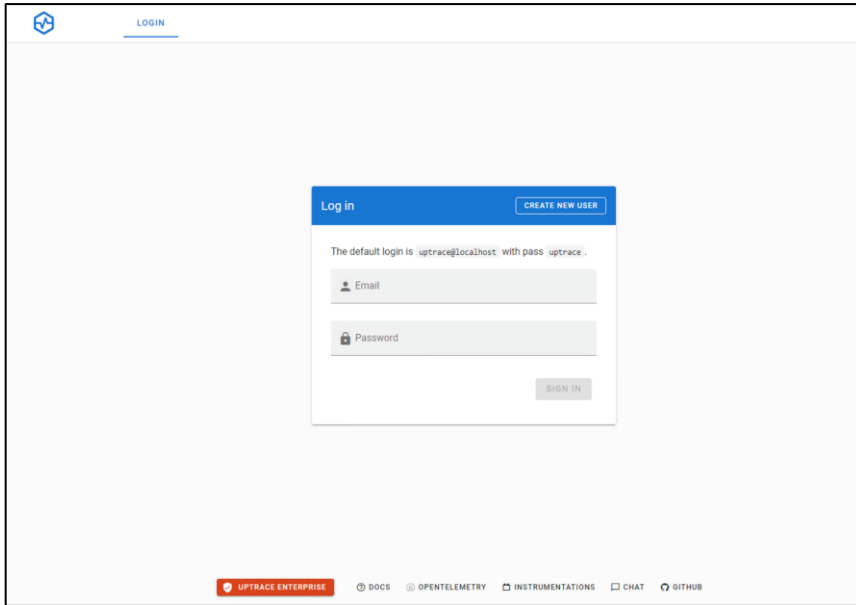 LOGIN
Log in
CREATE NEW USER
The default login is uptrace@localhost with pass uptrace .
Email
Password
SIGN IN
UPTRACE ENTERPRISE DOCS OPENTELEMETRY INSTRUMENTATIONS CHAT GITHUB